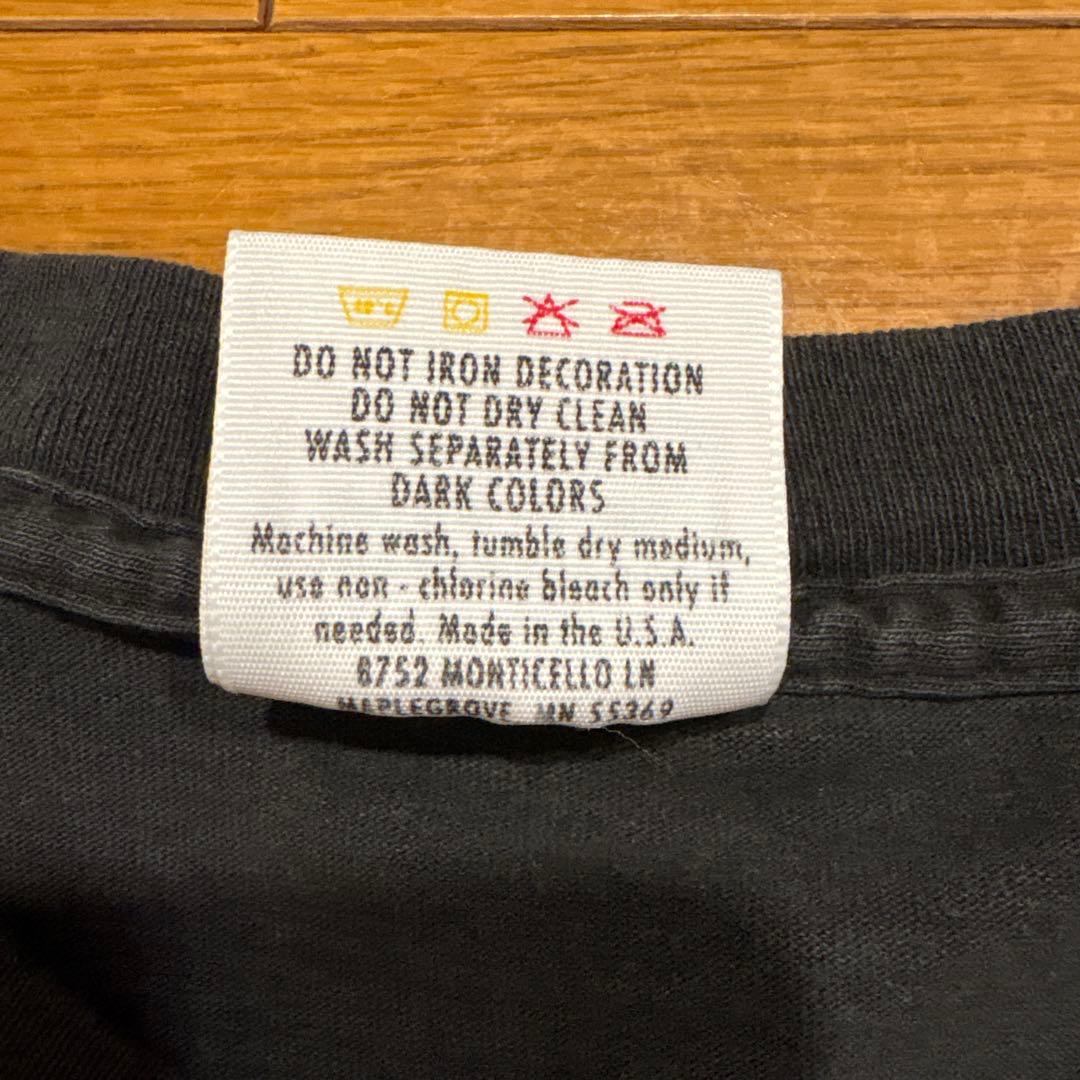 40°C
DO NOT IRON DECORATION
DO NOT DRY CLEAN
WASH SEPARATELY FROM
DARK COLORS
Machine wash, tumble dry medium,
use non - chlorine bleach only if
needed. Made in the U.S.A.
8752 MONTICELLO LN
MAPLEGROVE MN 55369